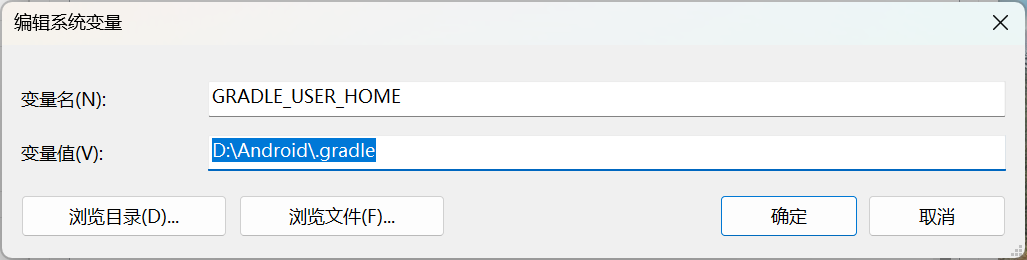 编辑系统变量
变量名(N):
GRADLE_USER_HOME
变量值(V):
D:\Android\.gradle
浏览目录(D)...
浏览文件(F)...
确定
取消